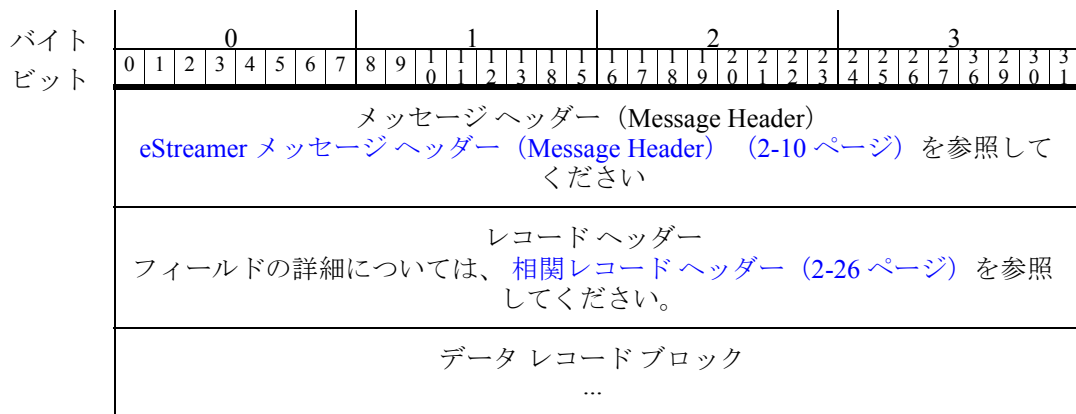 バイト 0 1 2 3
ビット 0 1 2 3 4 5 6 7 8 9 10 11 12 13 18 15 16 17 18 19 20 21 22 23 24 25 26 27 36 29 30 31
メッセージ ヘッダー（Message Header）
eStreamer メッセージ ヘッダー（Message Header）（2-10 ページ）を参照して
ください
レコード ヘッダー
フィールドの詳細については、 相関レコード ヘッダー（2-26 ページ）を参照
してください。
データ レコード ブロック
...